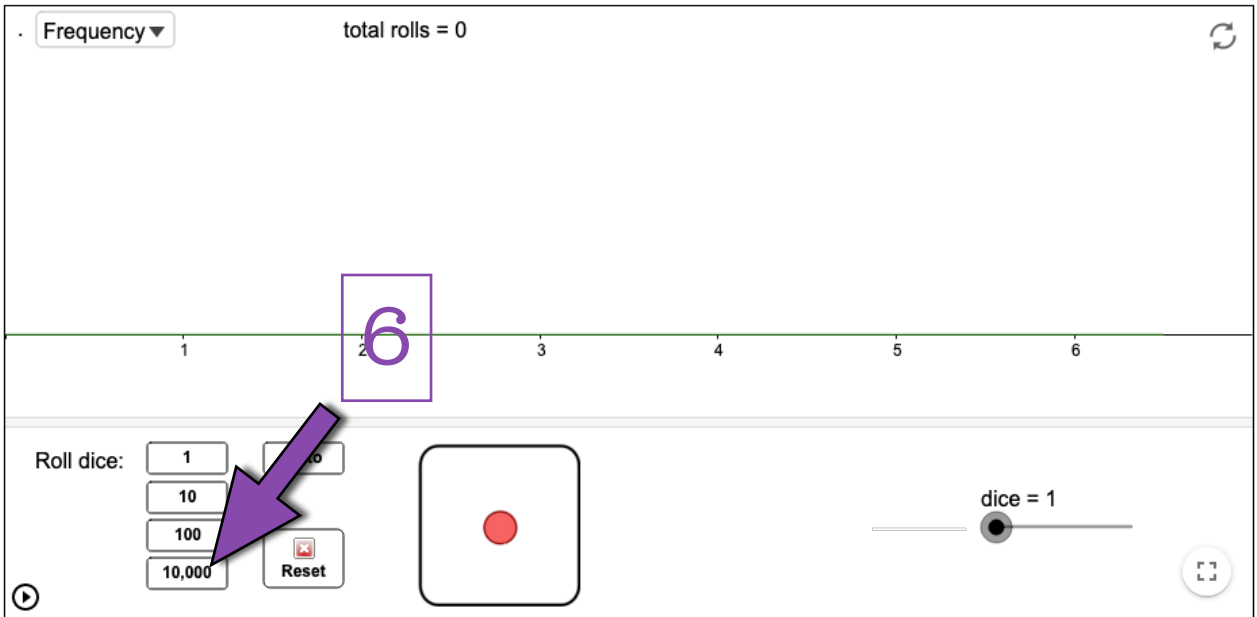 . Frequency▼ total rolls = 0
6
1 2 3 4 5 6
Roll dice: 1
10
100
10,000
Reset
dice = 1